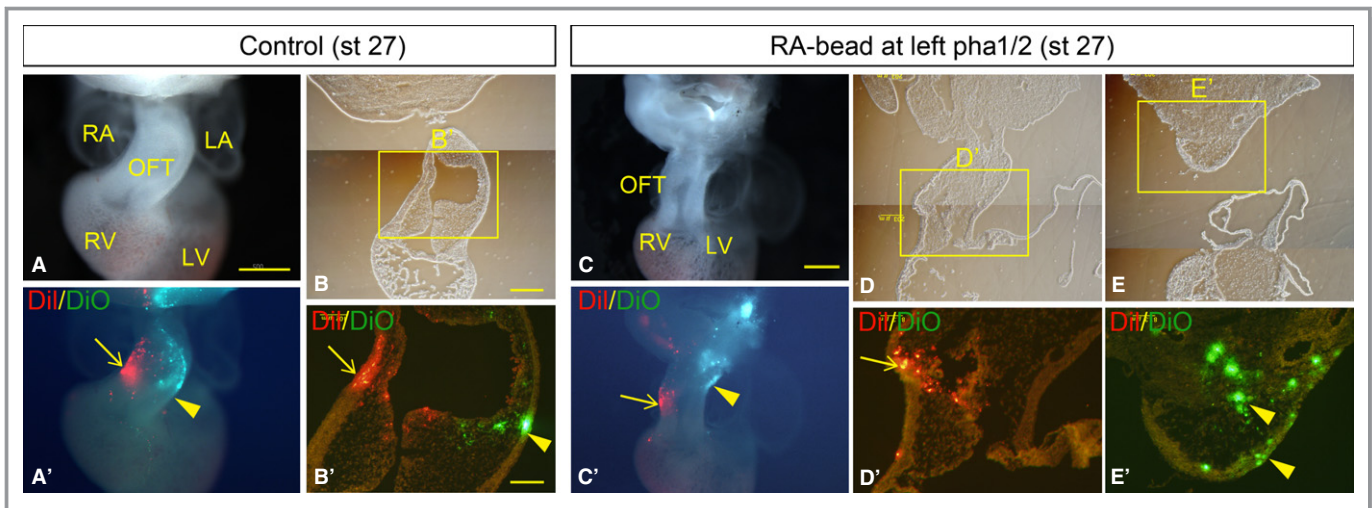 Control (st 27)
RA-bead at left pha1/2 (st 27)
RA
LA
OFT
RV
LV
A
B'
B
OFT
RV
LV
C
D'
D
E'
E
DiI/DiO
A'
DiI/DiO
B'
DiI/DiO
C'
DiI/DiO
D'
DiI/DiO
E'